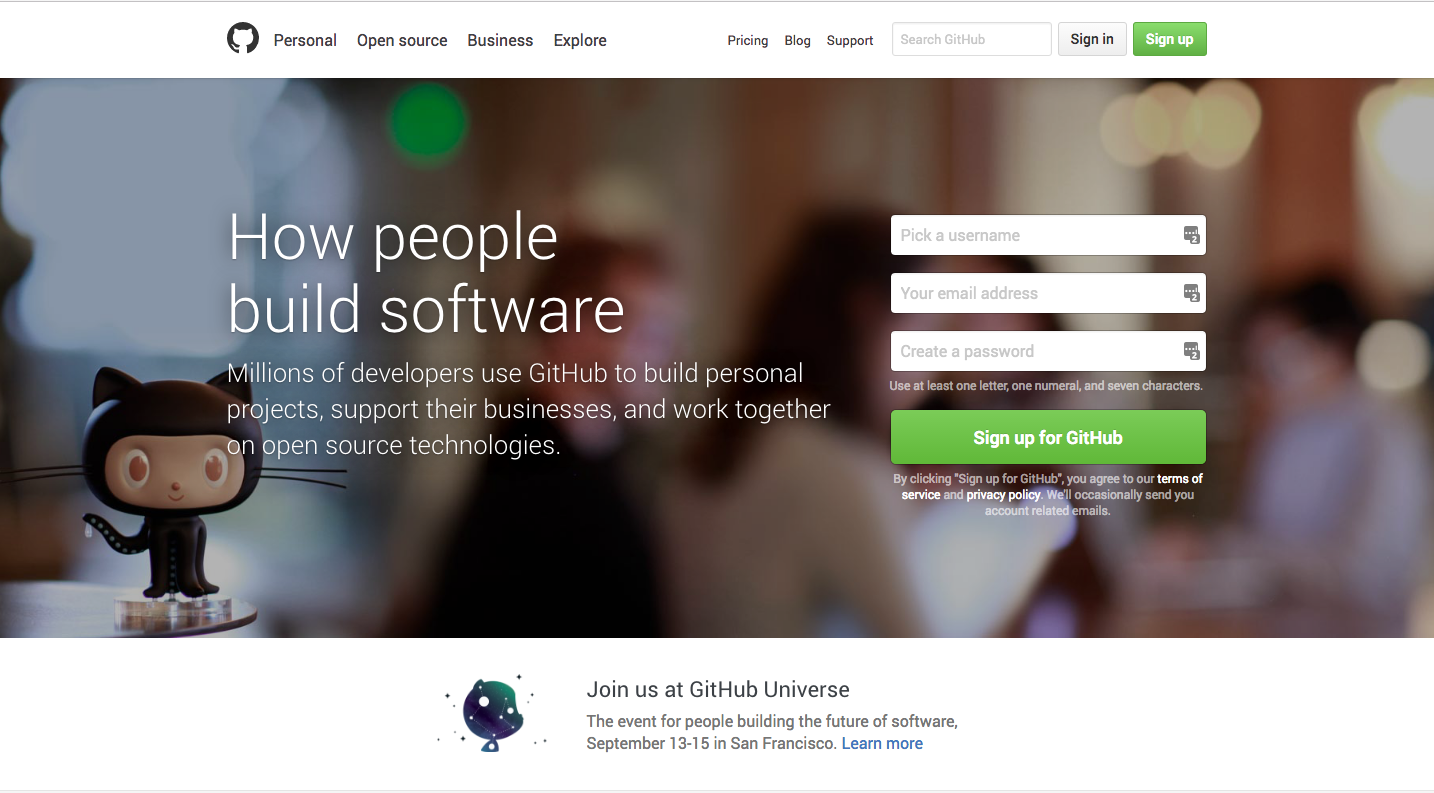 Personal Open source Business Explore Pricing Blog Support Search GitHub Sign in Sign up
How people
build software
Millions of developers use GitHub to build personal
projects, support their businesses, and work together
on open source technologies.
Pick a username
2
Your email address
2
Create a password
2
Use at least one letter, one numeral, and seven characters.
Sign up for GitHub
By clicking "Sign up for GitHub", you agree to our terms of
service and privacy policy. We'll occasionally send you
account related emails.
Join us at GitHub Universe
The event for people building the future of software,
September 13-15 in San Francisco. Learn more